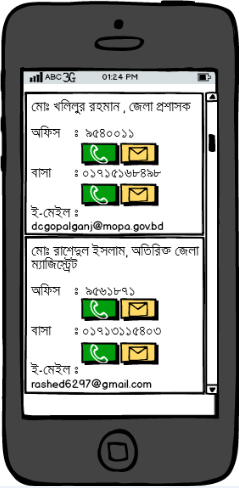 ABC 3G 01:24 PM
মোঃ খলিলুর রহমান , জেলা প্রশাসক
অফিস : ৯৫৪০০১১
বাসা : ০১৭১৫১৬৮৪৯৮
ই-মেইল :
dcgopalganj@mopa.gov.bd
মোঃ রাশেদুল ইসলাম, অতিরিক্ত জেলা
ম্যাজিস্ট্রেট
অফিস : ৯৫৬১৮৭১
বাসা : ০১৭১৩১১৫৪০৩
ই-মেইল :
rashed6297@gmail.com